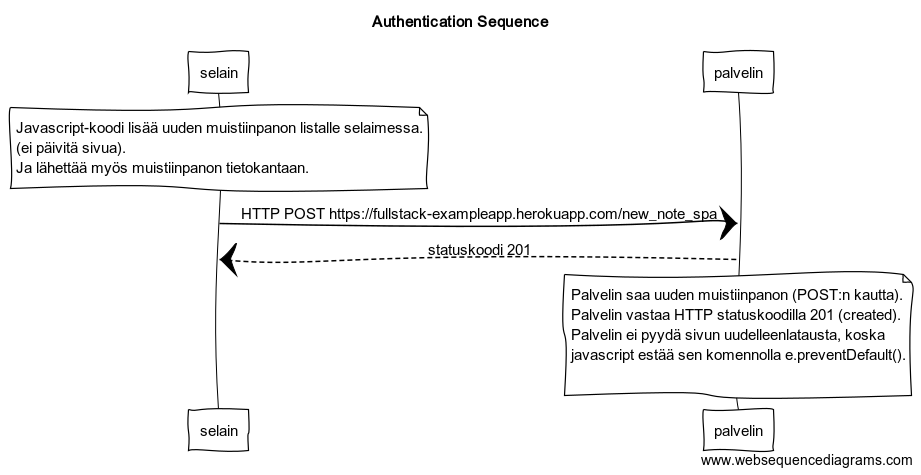 Authentication Sequence
selain
palvelin
Javascript-koodi lisää uuden muistiinpanon listalle selaimessa.
(ei päivitä sivua).
Ja lähettää myös muistiinpanon tietokantaan.
HTTP POST https://fullstack-exampleapp.herokuapp.com/new_note_spa
statuskoodi 201
Palvelin saa uuden muistiinpanon (POST:n kautta).
Palvelin vastaa HTTP statuskoodilla 201 (created).
Palvelin ei pyydä sivun uudelleenlatausta, koska
javascript estää sen komennolla e.preventDefault().
selain
palvelin
www.websequencediagrams.com